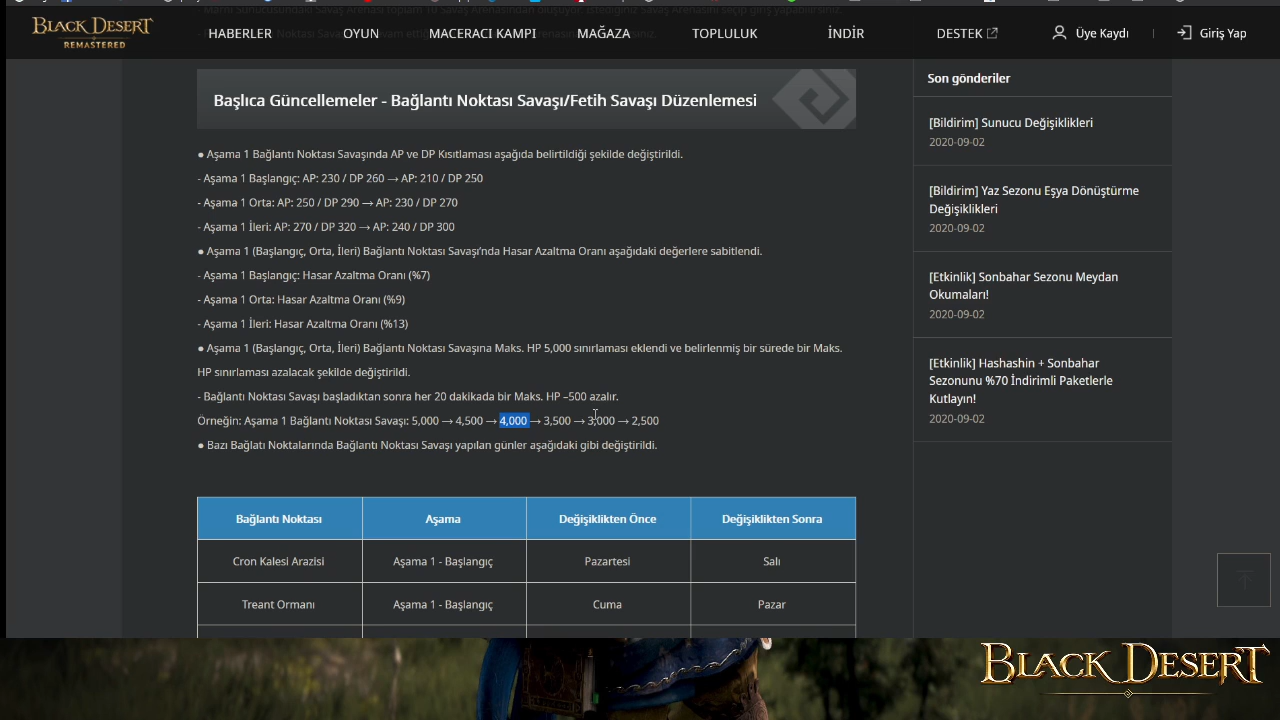 BLACK DESERT
REMASTERED
HABERLER
OYUN
MAGERACI KAMPI
MAĞAZA
TOPLULUK
İNDİR
DESTEK
Üye Kaydı
Giriş Yap
Başlıca Güncellemeler - Bağlantı Noktası Savaşı/Fetih Savaşı Düzenlemesi
● Aşama 1 Bağlantı Noktası Savaşında AP ve DP Kısıtlaması aşağıda belirtildiği şekilde değiştirildi.
- Aşama 1 Başlangıç: AP: 230 / DP 260 → AP: 210 / DP 250
- Aşama 1 Orta: AP: 250 / DP 290 → AP: 230 / DP 270
- Aşama 1 İleri: AP: 270 / DP 320 → AP: 240 / DP 300
● Aşama 1 (Başlangıç, Orta, İleri) Bağlantı Noktası Savaşı’nda Hasar Azaltma Oranı aşağıdaki değerlere sabitlendi.
- Aşama 1 Başlangıç: Hasar Azaltma Oranı (%7)
- Aşama 1 Orta: Hasar Azaltma Oranı (%9)
- Aşama 1 İleri: Hasar Azaltma Oranı (%13)
● Aşama 1 (Başlangıç, Orta, İleri) Bağlantı Noktası Savaşına Maks. HP 5,000 sınırlaması eklendi ve belirlenmiş bir sürede bir Maks.
HP sınırlaması azalacak şekilde değiştirildi.
- Bağlantı Noktası Savaşı başladıktan sonra her 20 dakikada bir Maks. HP –500 azalır.
Örneğin: Aşama 1 Bağlantı Noktası Savaşı: 5,000 → 4,500 → 4,000 → 3,500 → 3,000 → 2,500
● Bazı Bağlatı Noktalarında Bağlantı Noktası Savaşı yapılan günler aşağıdaki gibi değiştirildi.
Bağlantı Noktası
Aşama
Değişiklikten Önce
Değişiklikten Sonra
Cron Kalesi Arazisi
Aşama 1 - Başlangıç
Pazartesi
Salı
Treant Ormanı
Aşama 1 - Başlangıç
Cuma
Pazar
Son gönderiler
[Bildirim] Sunucu Değişiklikleri
2020-09-02
[Bildirim] Yaz Sezonu Eşya Dönüştürme
Değişiklikleri
2020-09-02
[Etkinlik] Sonbahar Sezonu Meydan
Okumaları!
2020-09-02
[Etkinlik] Hashashin + Sonbahar
Sezonunu %70 İndirimli Paketlerle
Kutlayın!
2020-09-02
BLACK DESERT